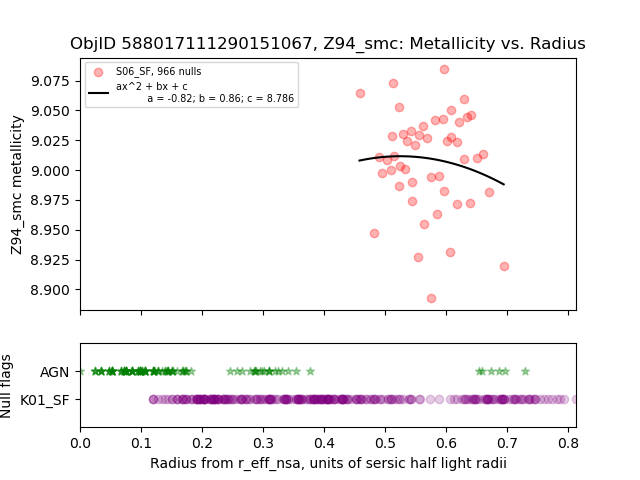 ObjID 588017111290151067, Z94_smc: Metallicity vs. Radius
S06_SF, 966 nulls
ax^2 + bx + c
a = -0.82; b = 0.86; c = 8.786
Z94_smc metallicity
9.075
9.050
9.025
9.000
8.975
8.950
8.925
8.900
Null flags
AGN
K01_SF
0.0 0.1 0.2 0.3 0.4 0.5 0.6 0.7 0.8
Radius from r_eff_nsa, units of sersic half light radii